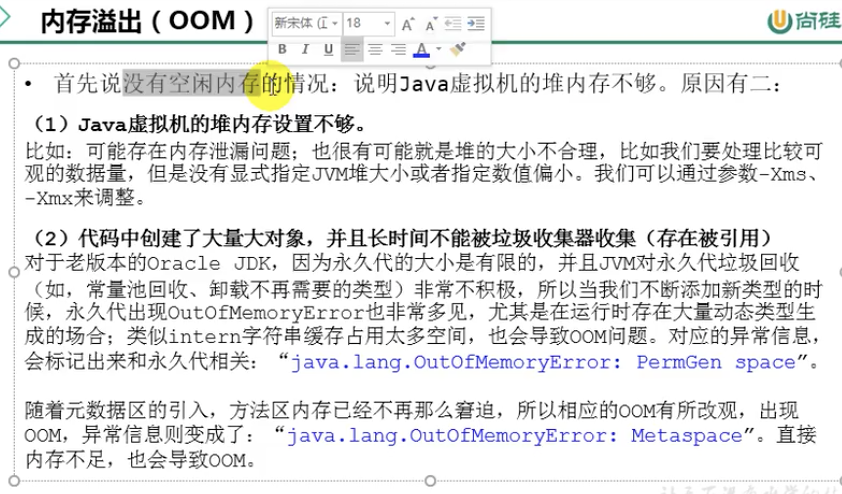 内存溢出（OOM）
新宋体 (正
18
尚硅
B I U A
• 首先说没有空闲内存的情况：说明Java虚拟机的堆内存不够。原因有二：
（1）Java虚拟机的堆内存设置不够。
比如：可能存在内存泄漏问题；也很有可能就是堆的大小不合理，比如我们要处理比较可
观的数据量，但是没有显式指定JVM堆大小或者指定数值偏小。我们可以通过参数-Xms、
-Xmx来调整。
（2）代码中创建了大量大对象，并且长时间不能被垃圾收集器收集（存在被引用）
对于老版本的Oracle JDK，因为永久代的大小是有限的，并且JVM对永久代垃圾回收
（如，常量池回收、卸载不再需要的类型）非常不积极，所以当我们不断添加新类型的时
候，永久代出现OutOfMemoryError也非常多见，尤其是在运行时存在大量动态类型生
成的场合；类似intern字符串缓存占用太多空间，也会导致OOM问题。对应的异常信息，
会标记出来和永久代相关：“java.lang.OutOfMemoryError: PermGen space”。
随着元数据区的引入，方法区内存已经不再那么窘迫，所以相应的OOM有所改观，出现
OOM，异常信息则变成了：“java.lang.OutOfMemoryError: Metaspace”。直接
内存不足，也会导致OOM。